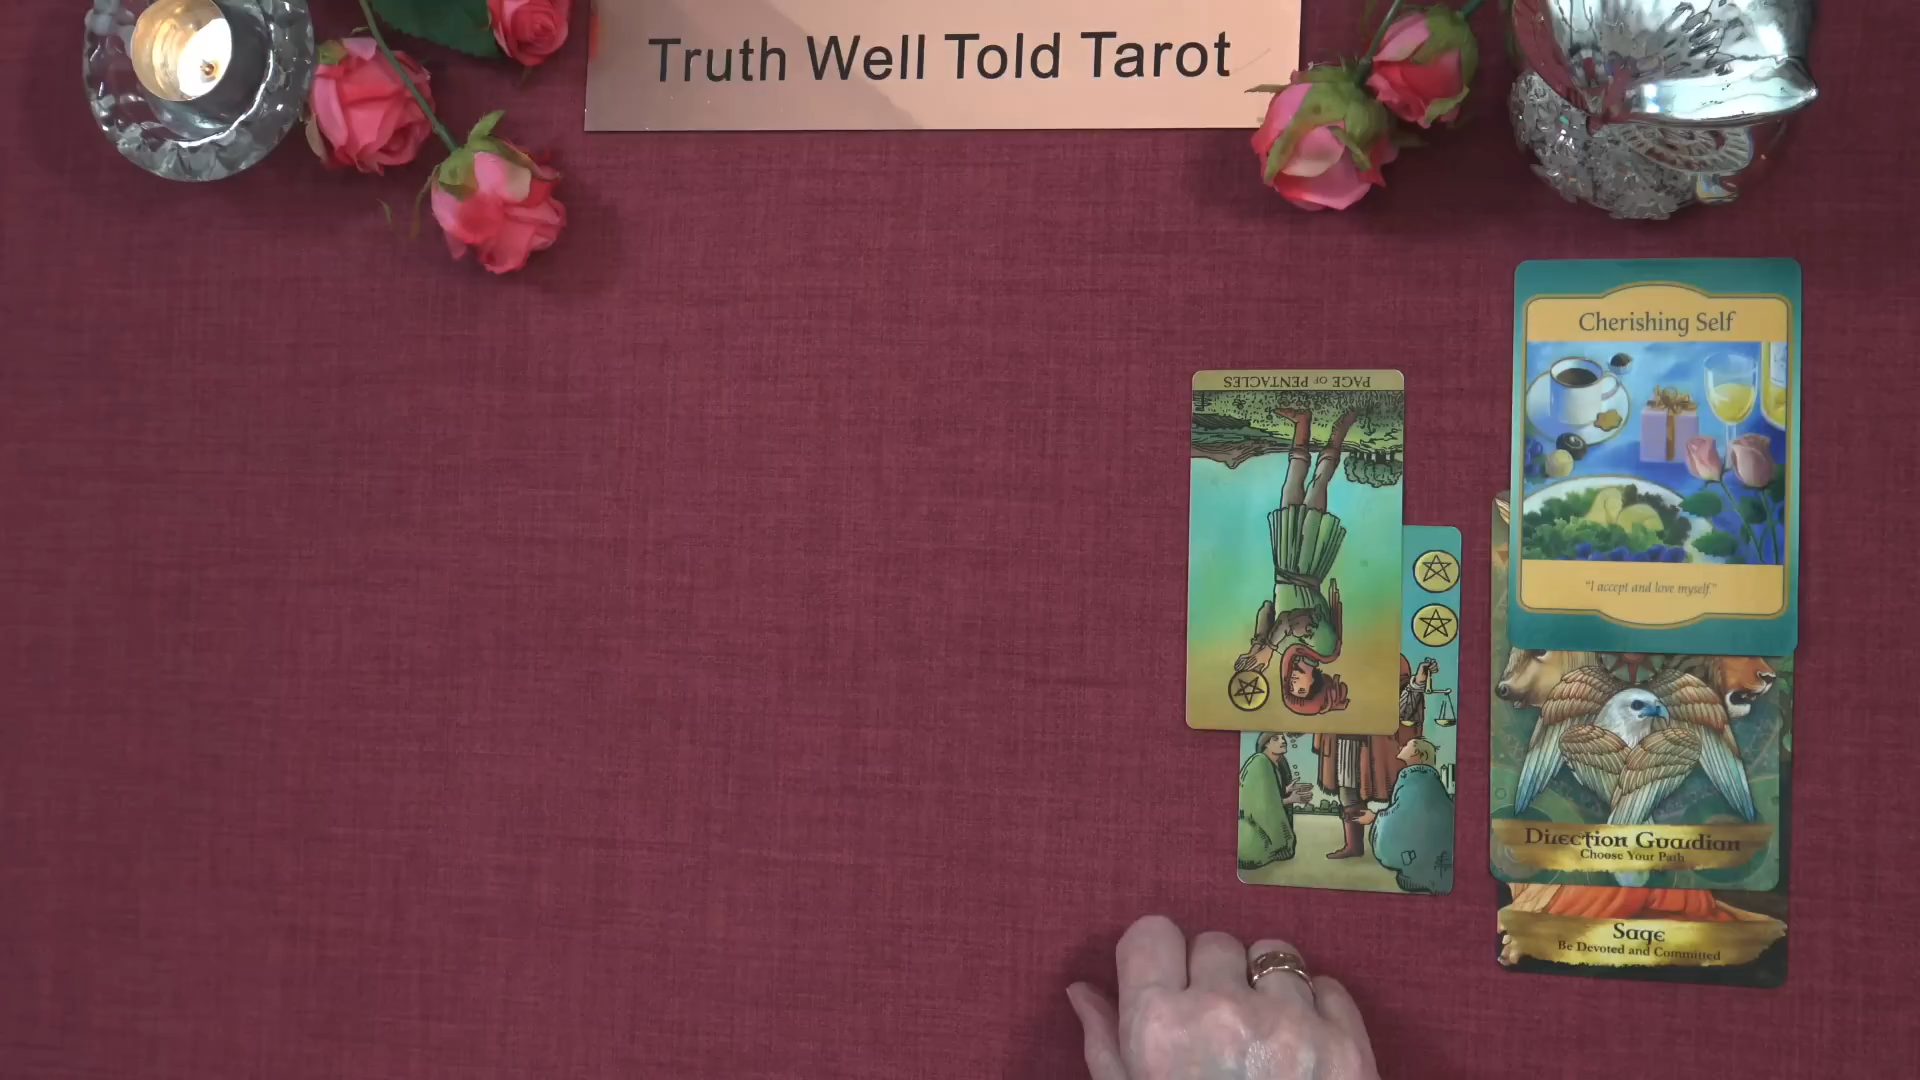 Truth Well Told Tarot
Cherishing Self
"I accept and love myself."
PAGE OF PENTACLES
Direction Guardian
Choose Your Path
Sage
Be Devoted and Committed